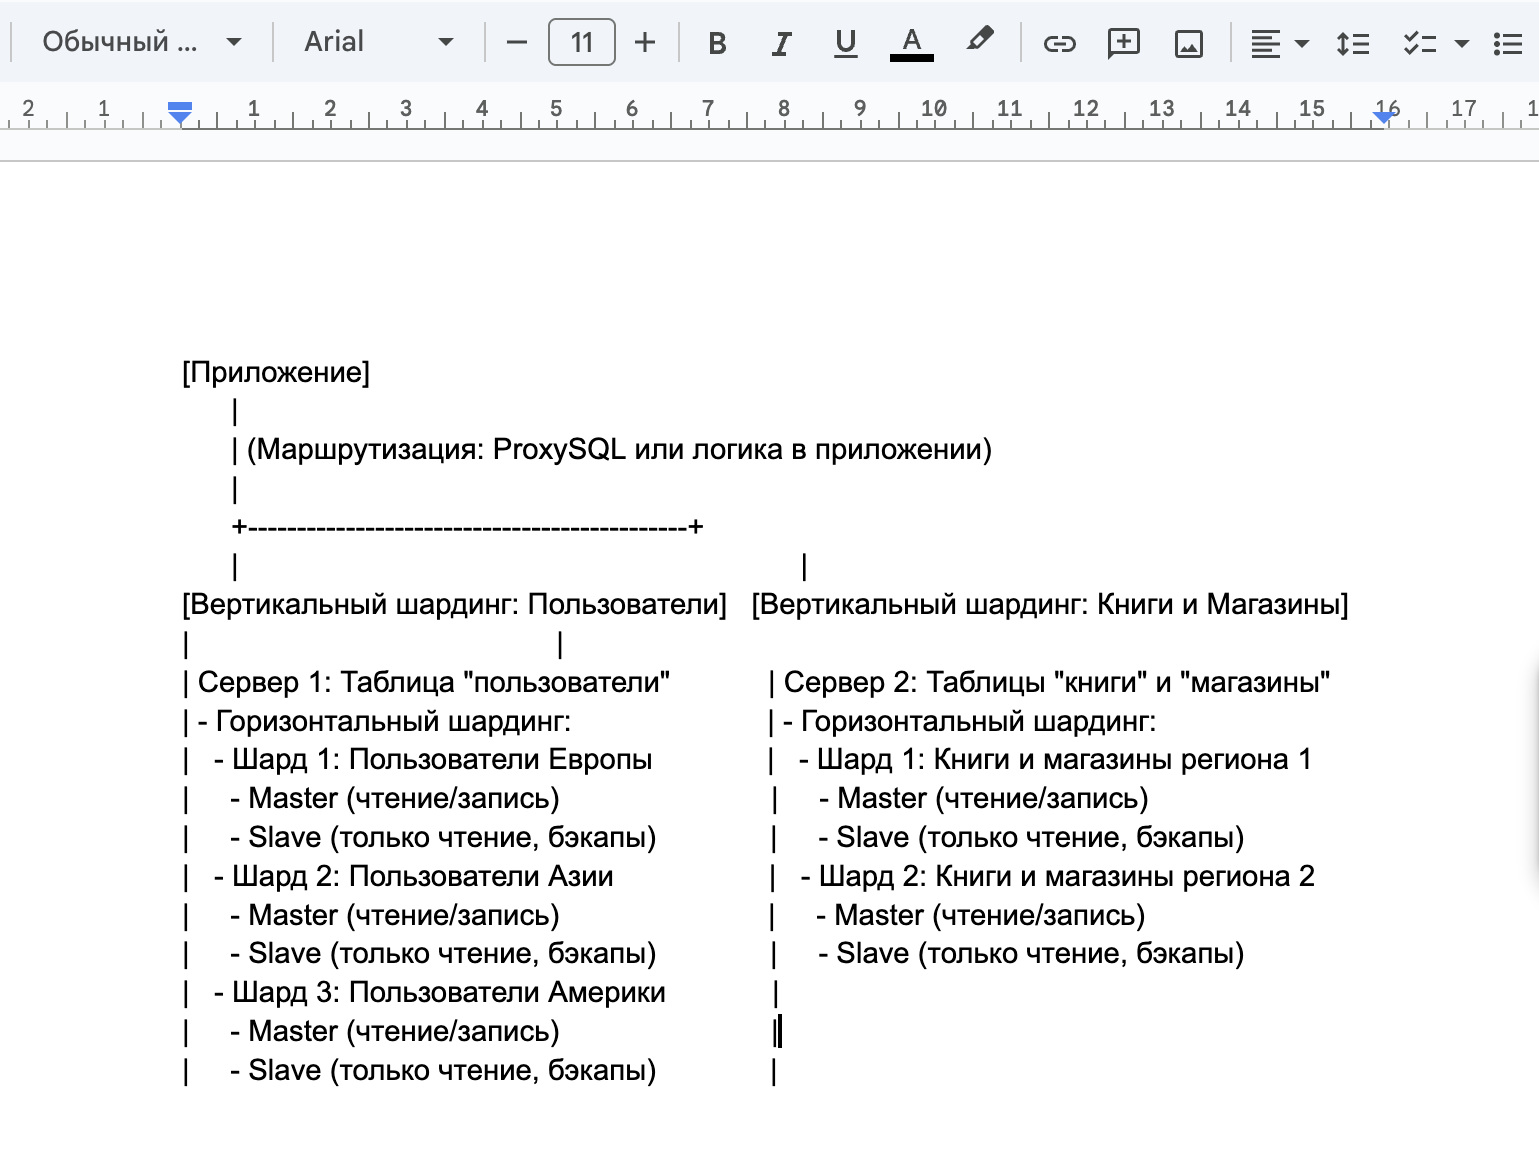 Обычный ... Arial 11 B I U A
2 1 1 2 3 4 5 6 7 8 9 10 11 12 13 14 15 16 17 1
[Приложение]
|
| (Маршрутизация: ProxySQL или логика в приложении)
|
+--------------------------------------------+
| |
[Вертикальный шардинг: Пользователи] [Вертикальный шардинг: Книги и Магазины]
| |
| Сервер 1: Таблица "пользователи" | Сервер 2: Таблицы "книги" и "магазины"
| - Горизонтальный шардинг: | - Горизонтальный шардинг:
| - Шард 1: Пользователи Европы | - Шард 1: Книги и магазины региона 1
| - Master (чтение/запись) | - Master (чтение/запись)
| - Slave (только чтение, бэкапы) | - Slave (только чтение, бэкапы)
| - Шард 2: Пользователи Азии | - Шард 2: Книги и магазины региона 2
| - Master (чтение/запись) | - Master (чтение/запись)
| - Slave (только чтение, бэкапы) | - Slave (только чтение, бэкапы)
| - Шард 3: Пользователи Америки |
| - Master (чтение/запись) |
| - Slave (только чтение, бэкапы) |